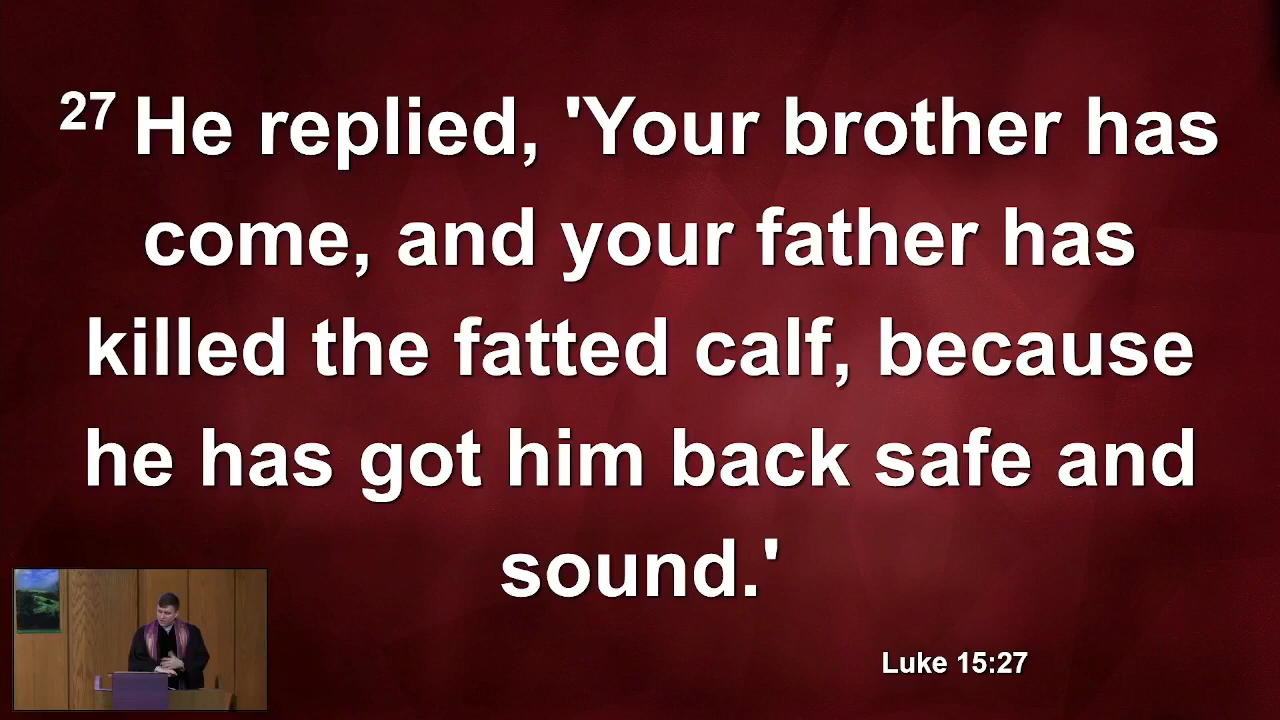 27 He replied, 'Your brother has
come, and your father has
killed the fatted calf, because
he has got him back safe and
sound.'
Luke 15:27